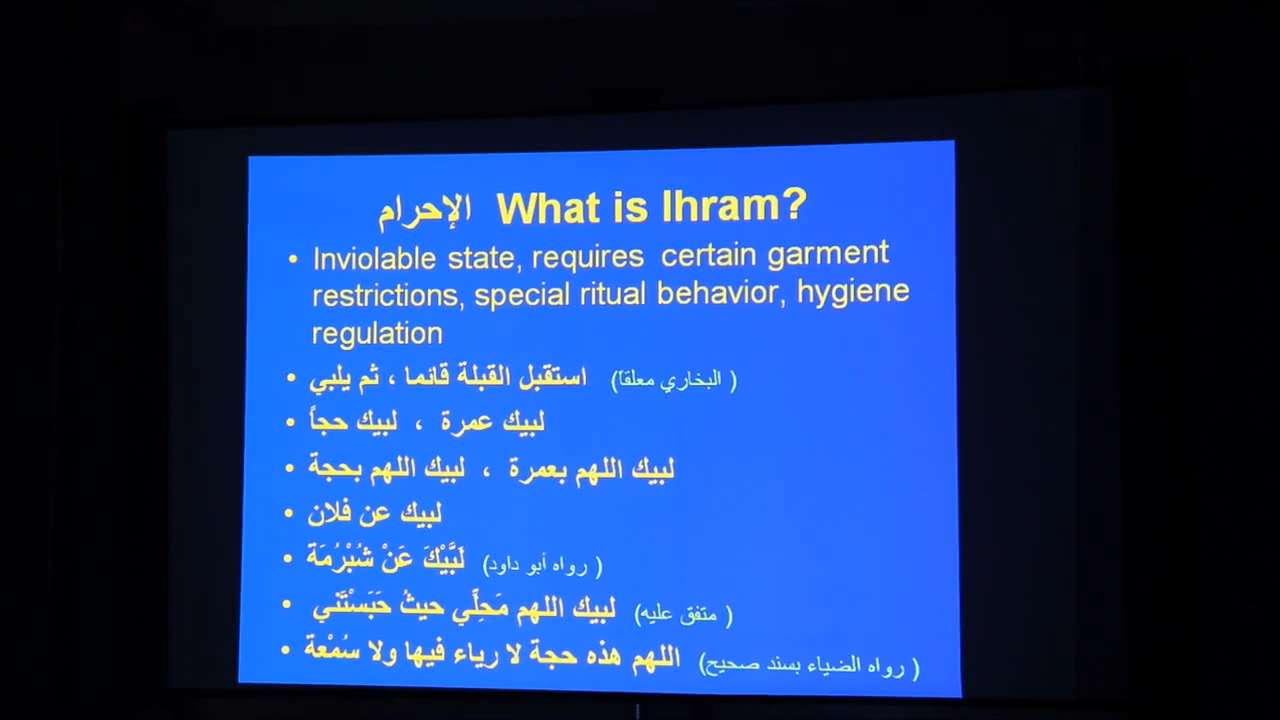 الإحرام What is Ihram?
• Inviolable state, requires certain garment
restrictions, special ritual behavior, hygiene
regulation
• استقبل القبلة قائما ، ثم يلبي ( البخاري معلقاً)
• لبيك عمرة ، لبيك حجاً
• لبيك اللهم بعمرة ، لبيك اللهم بحجة
• لبيك عن فلان
• لَبَّيْكَ عَنْ شُبْرُمَة ( رواه أبو داود)
• لبيك اللهم مَحِلِّي حيثُ حَبَسْتَني ( متفق عليه)
• اللهم هذه حجة لا رياء فيها ولا سُمْعة ( رواه الضياء بسند صحيح)